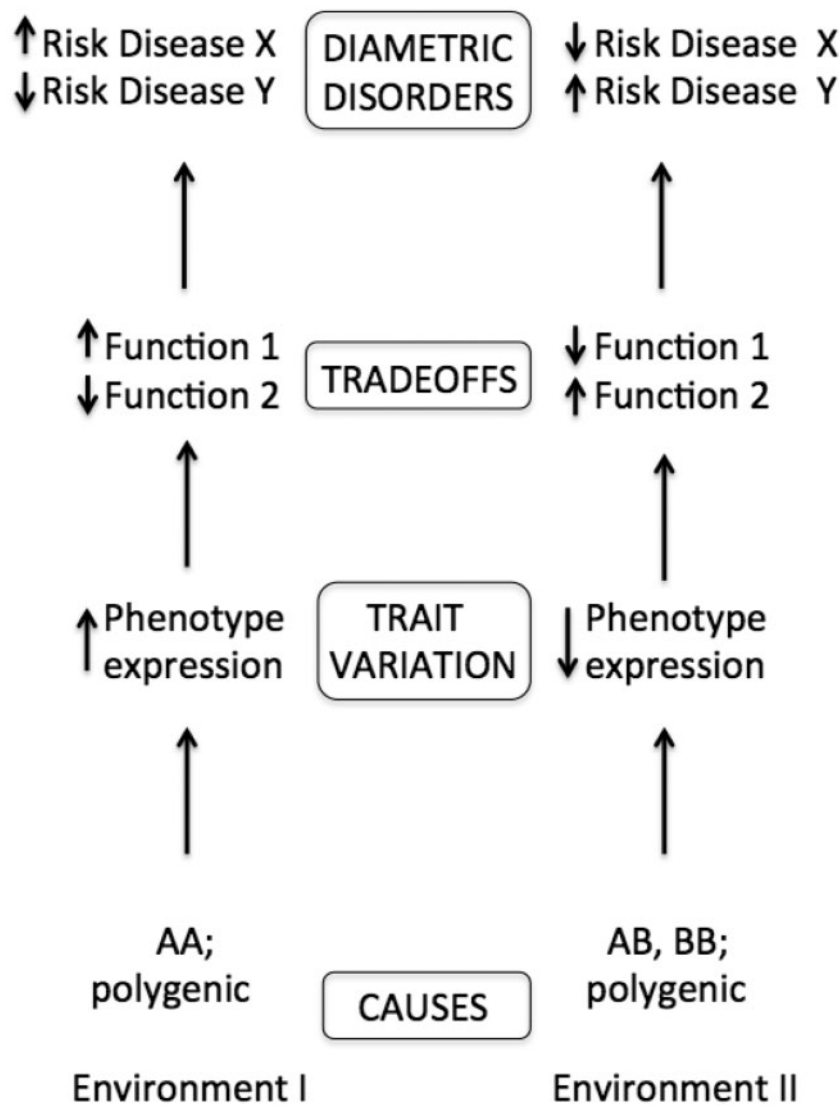 ↑ Risk Disease X
↓ Risk Disease Y
DIAMETRIC
DISORDERS
↓ Risk Disease X
↑ Risk Disease Y
↑ Function 1
↓ Function 2
TRADEOFFS
↓ Function 1
↑ Function 2
↑ Phenotype
expression
TRAIT
VARIATION
↓ Phenotype
expression
AA;
polygenic
CAUSES
AB, BB;
polygenic
Environment I
Environment II